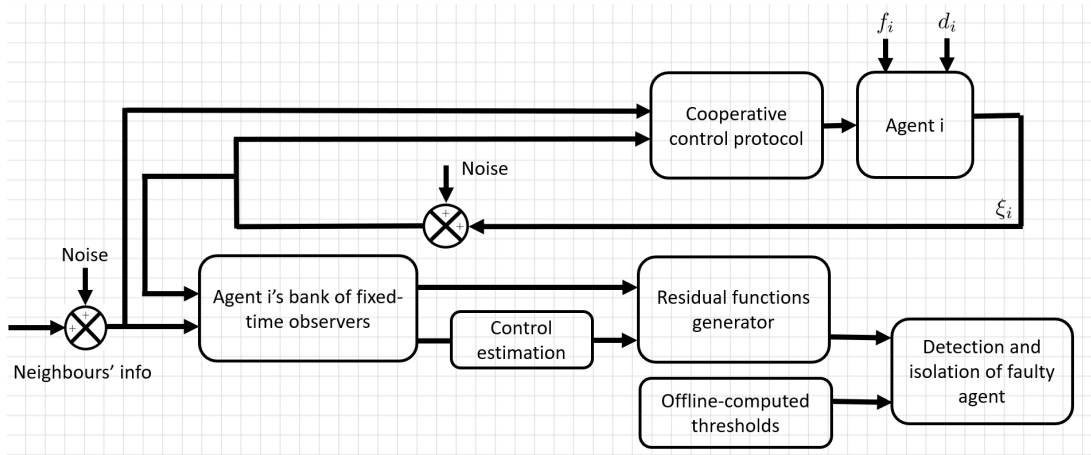 f_i
d_i
Cooperative
control protocol
Agent i
Noise
+
+
ξ_i
Noise
+
+
Neighbours' info
Agent i's bank of fixed-
time observers
Control
estimation
Residual functions
generator
Offline-computed
thresholds
Detection and
isolation of faulty
agent